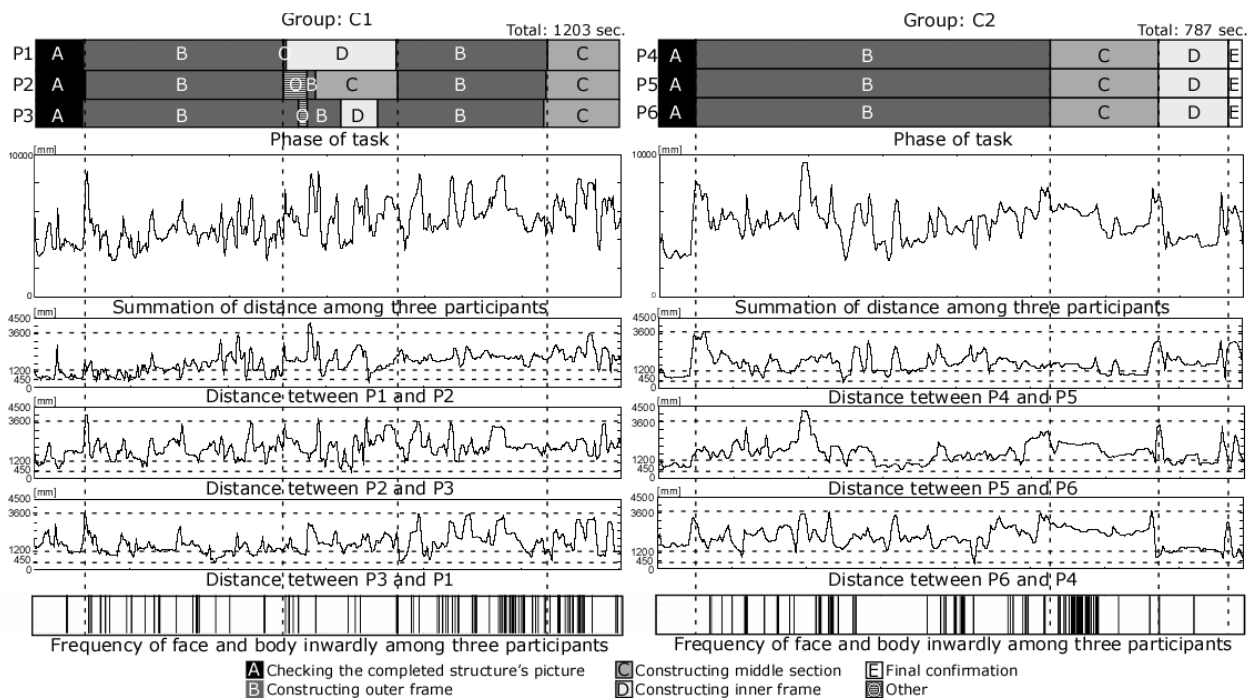 Group: C1
Total: 1203 sec.
P1 A B C D B C
P2 A B O B C
P3 A B O B D B C
Phase of task
[mm]
10000
0
Summation of distance among three participants
[mm]
4500
3600
1200
450
0
Distance tetween P1 and P2
[mm]
4500
3600
1200
450
0
Distance tetween P2 and P3
[mm]
4500
3600
1200
450
0
Distance tetween P3 and P1
Frequency of face and body inwardly among three participants
Group: C2
Total: 787 sec.
P4 A B C D E
P5 A B C D E
P6 A B C D E
Phase of task
[mm]
10000
0
Summation of distance among three participants
[mm]
4500
3600
1200
450
0
Distance tetween P4 and P5
[mm]
4500
3600
1200
450
0
Distance tetween P5 and P6
[mm]
4500
3600
1200
450
0
Distance tetween P6 and P4
Frequency of face and body inwardly among three participants
A Checking the completed structure's picture
C Constructing middle section
E Final confirmation
B Constructing outer frame
D Constructing inner frame
O Other